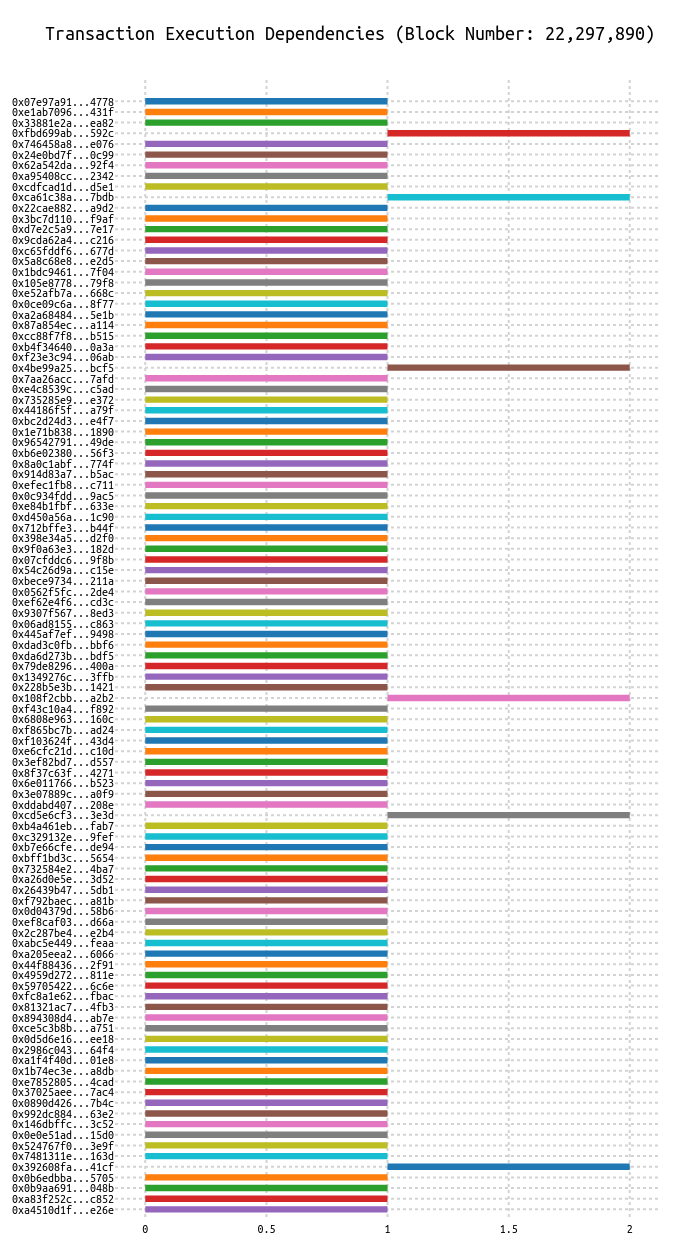 Transaction Execution Dependencies (Block Number: 22,297,890)
0x07e97a91...4778
0xe1ab7096...431f
0x33881e2a...ea82
0xfbd699ab...592c
0x746458a8...e076
0x24e0bd7f...0c99
0x62a542da...92f4
0xa95408cc...2342
0xcdfcad1d...d5e1
0xca61c38a...7bdb
0x22cae882...a9d2
0x3bc7d110...f9af
0xd7e2c5a9...7e17
0x9cda62a4...c216
0xc65fddf6...677d
0x5a8c68e8...e2d5
0x1bdc9461...7f04
0x105e8778...79f8
0xe52afb7a...668c
0x0ce09c6a...8f77
0xa2a68484...5e1b
0x87a854ec...a114
0xcc88f7f8...b515
0xb4f34640...0a3a
0xf23e3c94...06ab
0x4be99a25...bcf5
0x7aa26acc...7afd
0xe4c8539c...c5ad
0x735285e9...e372
0x44186f5f...a79f
0xbc2d24d3...e4f7
0x1e71b838...1890
0x96542791...49de
0xb6e02380...56f3
0x8a0c1abf...774f
0x914d83a7...b5ac
0xefec1fb8...c711
0x0c934fdd...9ac5
0xe84b1fbf...633e
0xd450a56a...1c90
0x712bffe3...b44f
0x398e34a5...d2f0
0x9f0a63e3...182d
0x07cfddc6...9f8b
0x54c26d9a...c15e
0xbece9734...211a
0x0562f5fc...2de4
0xef62e4f6...cd3c
0x9307f567...8ed3
0x06ad8155...c863
0x445af7ef...9498
0xdad3c0fb...bbf6
0xda6d273b...bdf5
0x79de8296...400a
0x1349276c...3ffb
0x228b5e3b...1421
0x108f2cbb...a2b2
0xf43c10a4...f892
0x6808e963...160c
0xf865bc7b...ad24
0xf103624f...43d4
0xe6cfc21d...c10d
0x3ef82bd7...d557
0x8f37c63f...4271
0x6e011766...b523
0x3e07889c...a0f9
0xddabd407...208e
0xcd5e6cf3...3e3d
0xb4a461eb...fab7
0xc329132e...9fef
0xb7e66cfe...de94
0xbff1bd3c...5654
0x732584e2...4ba7
0xa26d0e5e...3d52
0x26439b47...5db1
0xf792baec...a81b
0x0d04379d...58b6
0xef8caf03...d66a
0x2c287be4...e2b4
0xabc5e449...feaa
0xa205eea2...6066
0x44f88436...2f91
0x4959d272...811e
0x59705422...6c6e
0xfc8a1e62...fbac
0x81321ac7...4fb3
0x894308d4...ab7e
0xce5c3b8b...a751
0x0d5d6e16...ee18
0x2986c043...64f4
0xa1f4f40d...01e8
0x1b74ec3e...a8db
0xe7852805...4cad
0x37025aee...7ac4
0x0890d426...7b4c
0x992dc884...63e2
0x146dbffc...3c52
0x0e0e51ad...15d0
0x524767f0...3e9f
0x7481311e...163d
0x392608fa...41cf
0x0b6edbba...5705
0x0b9aa691...048b
0xa83f252c...c852
0xa4510d1f...e26e
0 0.5 1 1.5 2